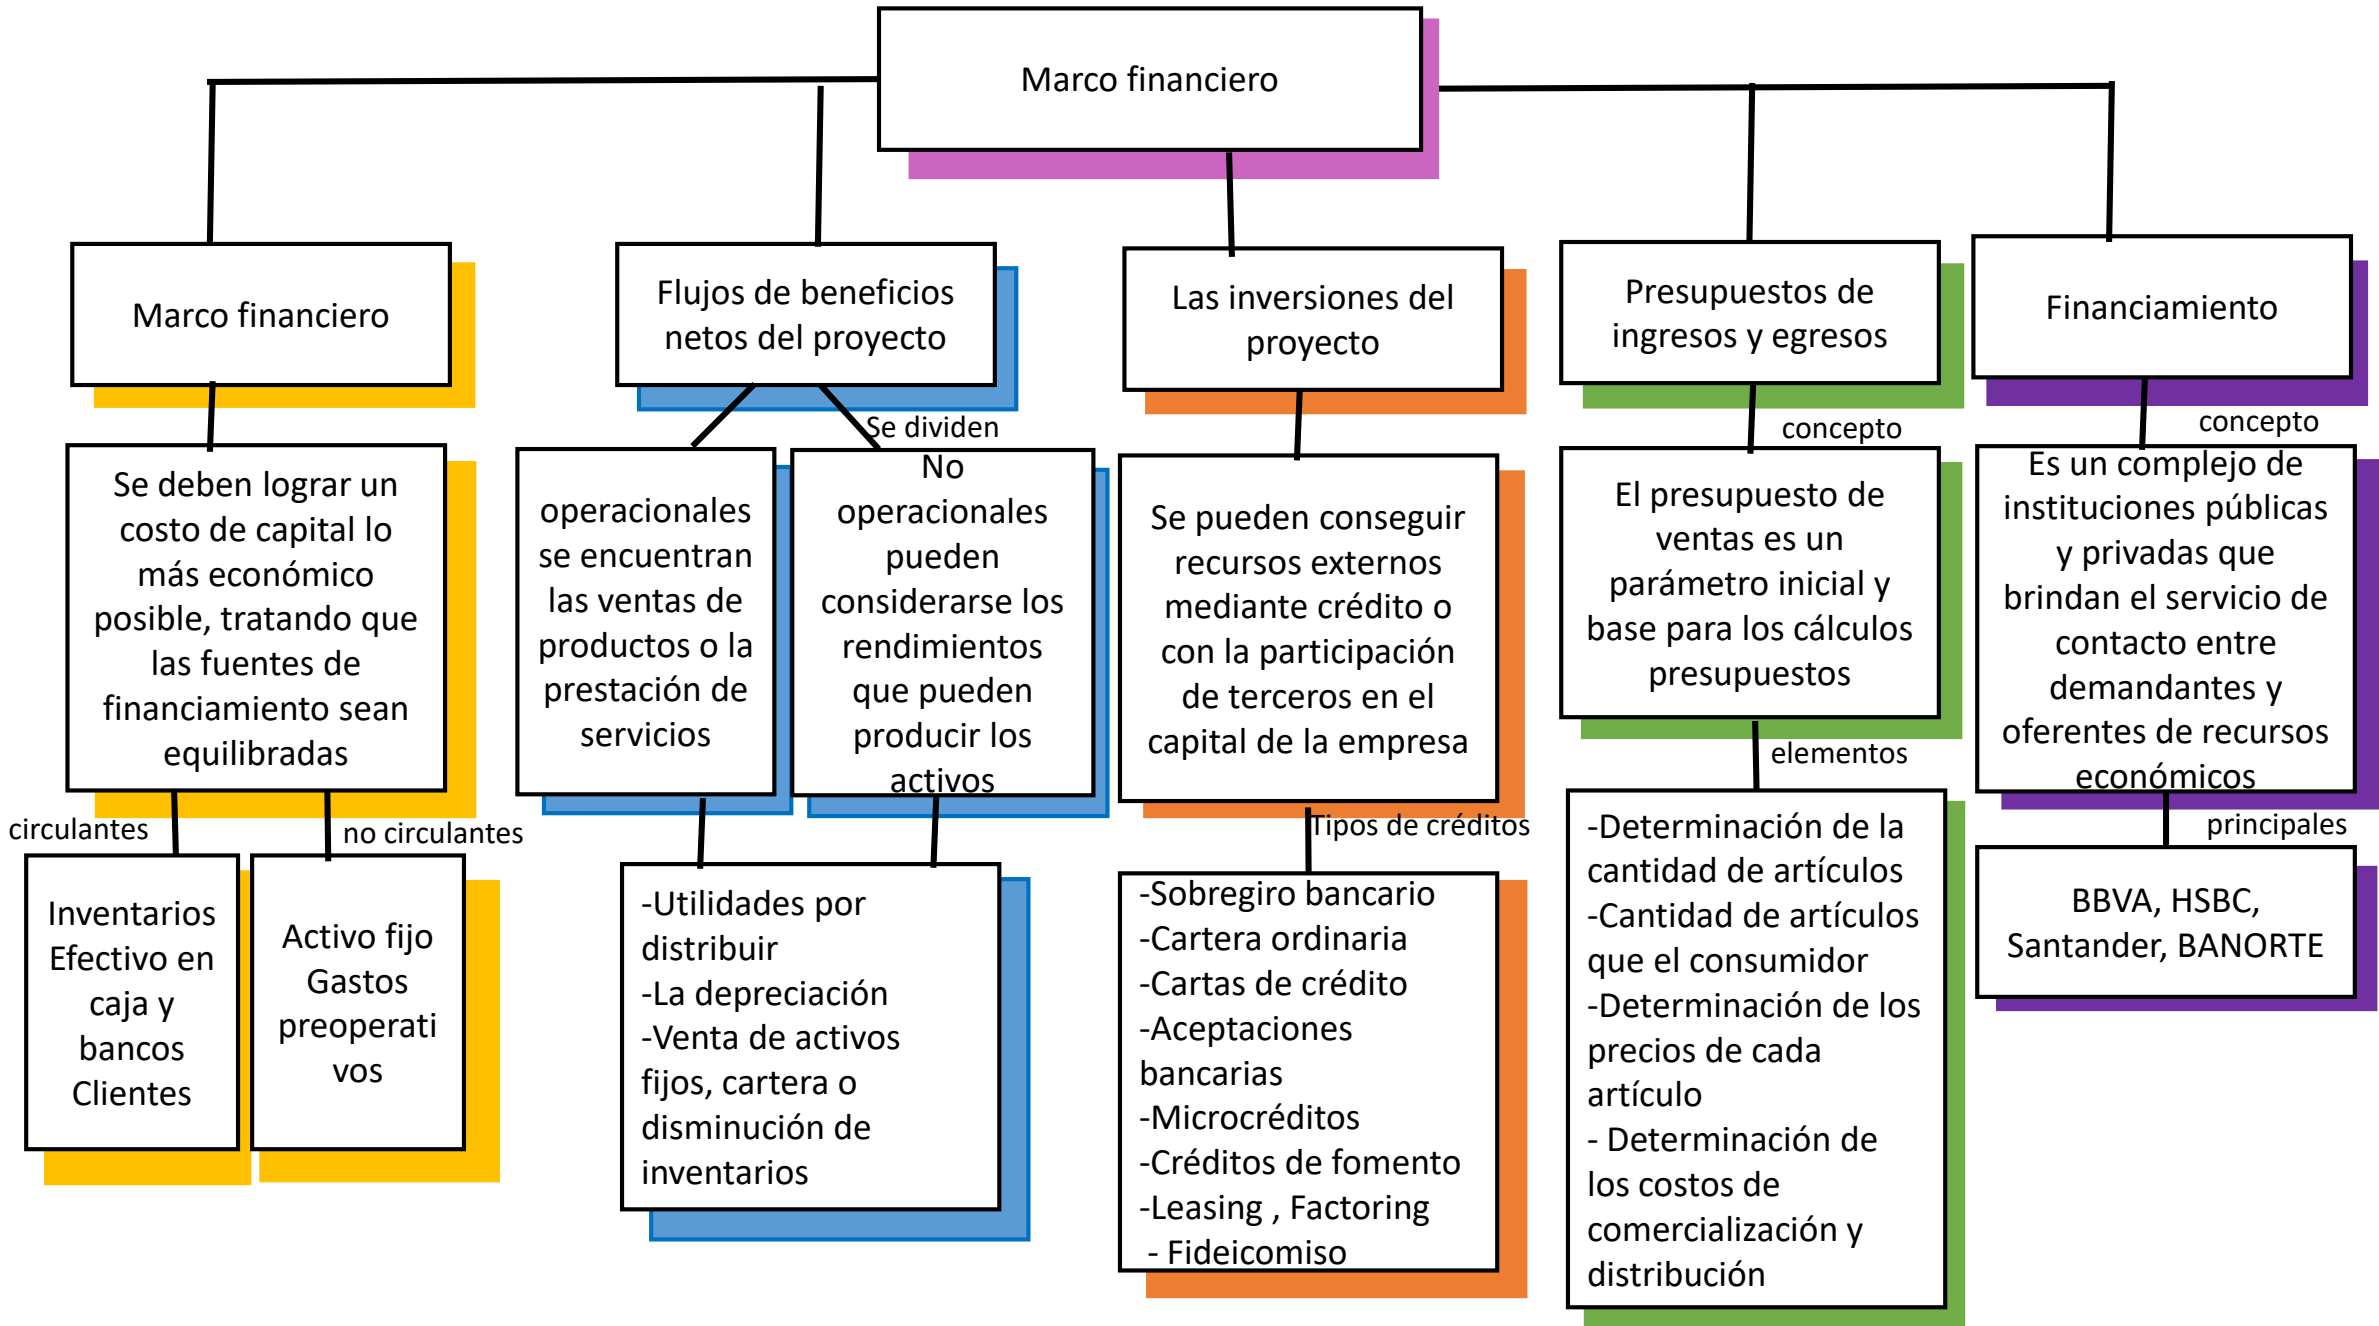 Marco financiero
Marco financiero
Se deben lograr un
costo de capital lo
más económico
posible, tratando que
las fuentes de
financiamiento sean
equilibradas
circulantes
Inventarios
Efectivo en
caja y
bancos
Clientes
no circulantes
Activo fijo
Gastos
preoperati
vos
Flujos de beneficios
netos del proyecto
Se dividen
operacionales
se encuentran
las ventas de
productos o la
prestación de
servicios
No
operacionales
pueden
considerarse los
rendimientos
que pueden
producir los
activos
-Utilidades por
distribuir
-La depreciación
-Venta de activos
fijos, cartera o
disminución de
inventarios
Las inversiones del
proyecto
Se pueden conseguir
recursos externos
mediante crédito o
con la participación
de terceros en el
capital de la empresa
Tipos de créditos
-Sobregiro bancario
-Cartera ordinaria
-Cartas de crédito
-Aceptaciones
bancarias
-Microcréditos
-Créditos de fomento
-Leasing , Factoring
- Fideicomiso
Presupuestos de
ingresos y egresos
concepto
El presupuesto de
ventas es un
parámetro inicial y
base para los cálculos
presupuestos
elementos
-Determinación de la
cantidad de artículos
-Cantidad de artículos
que el consumidor
-Determinación de los
precios de cada
artículo
- Determinación de
los costos de
comercialización y
distribución
Financiamiento
concepto
Es un complejo de
instituciones públicas
y privadas que
brindan el servicio de
contacto entre
demandantes y
oferentes de recursos
económicos
principales
BBVA, HSBC,
Santander, BANORTE